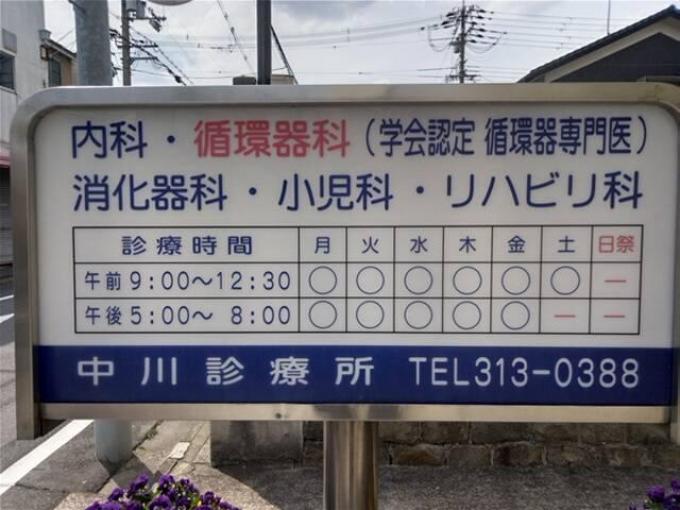 内科・循環器科（学会認定 循環器専門医）
消化器科・小児科・リハビリ科
診療時間 月 火 水 木 金 土 日祭
午前 9:00〜12:30 ○ ○ ○ ○ ○ ○ ー
午後 5:00〜 8:00 ○ ○ ○ ○ ○ ー ー
中川診療所 TEL313-0388